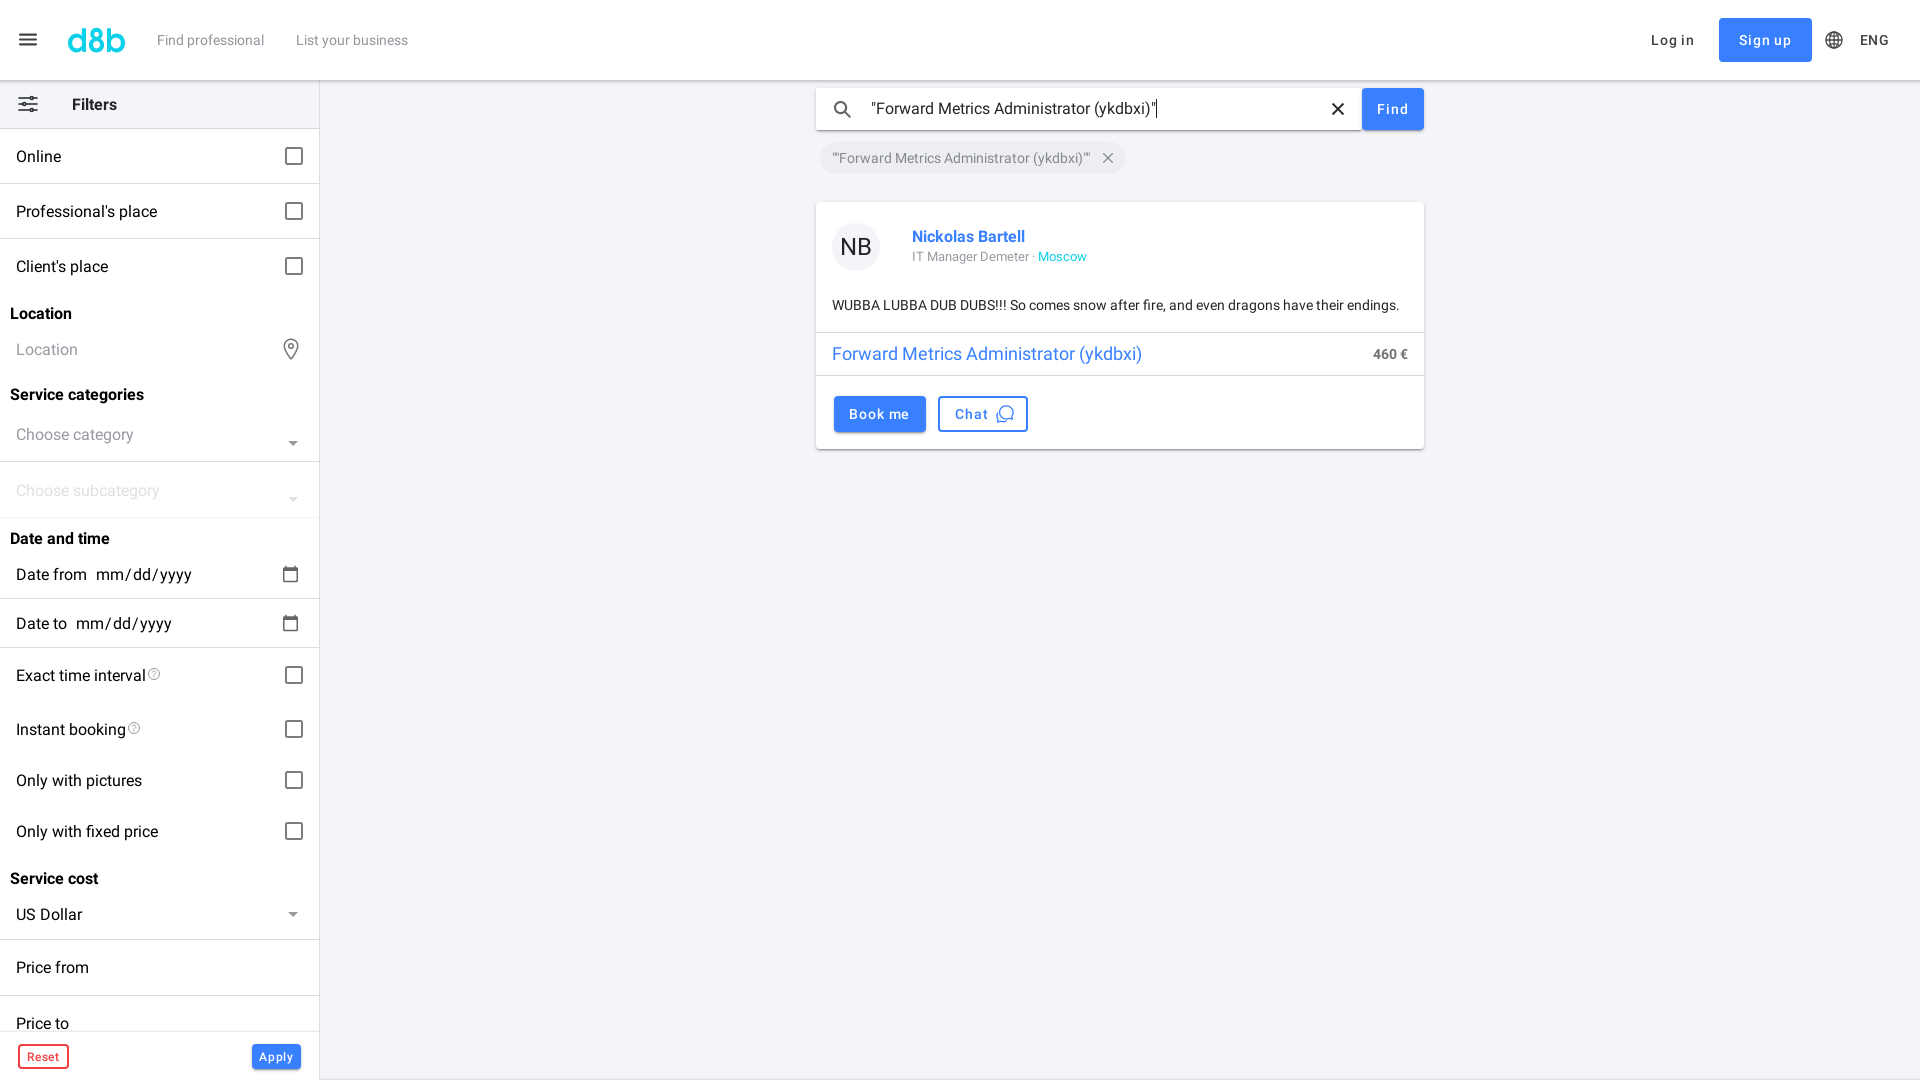 d8b
Find professional
List your business
Log in
Sign up
ENG
Filters
Online
Professional's place
Client's place
Location
Location
Service categories
Choose category
Choose subcategory
Date and time
Date from mm/dd/yyyy
Date to mm/dd/yyyy
Exact time interval
Instant booking
Only with pictures
Only with fixed price
Service cost
US Dollar
Price from
Price to
Reset
Apply
"Forward Metrics Administrator (ykdbxi)"
Find
""Forward Metrics Administrator (ykdbxi)""
NB
Nickolas Bartell
IT Manager Demeter · Moscow
WUBBA LUBBA DUB DUBS!!! So comes snow after fire, and even dragons have their endings.
Forward Metrics Administrator (ykdbxi)
460 €
Book me
Chat